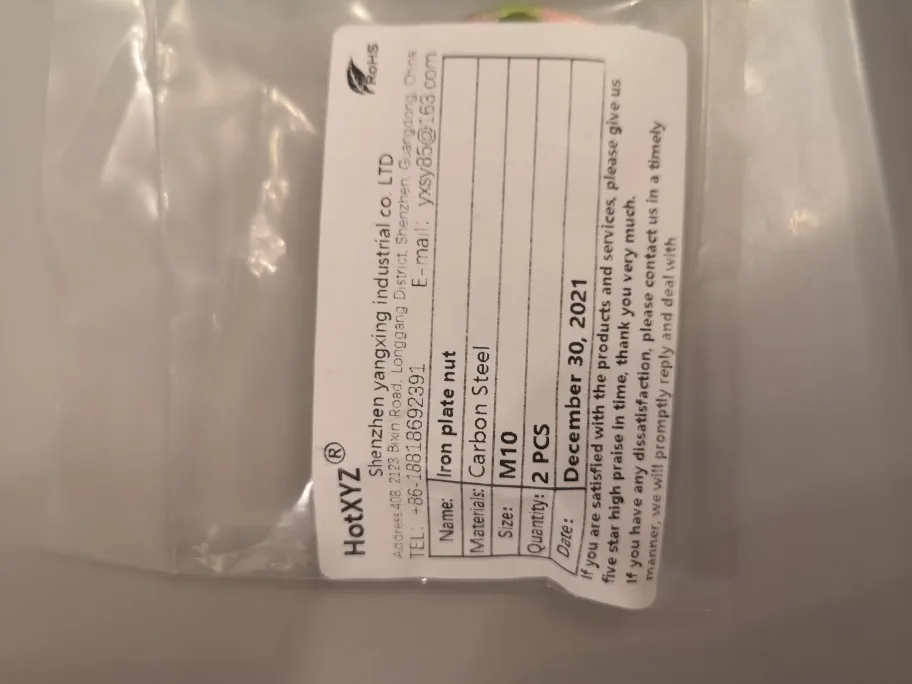 HotXYZ®
RoHS
Shenzhen yangxing industrial co. LTD
Address:408, 2123 Bixin Road, Longgang District, Shenzhen, Guangdong, China
TEL: +86-18818692391 E-mail: yxsy85@163.com
Name: Iron plate nut
Materials: Carbon Steel
Size: M10
Quantity: 2 PCS
Date: December 30, 2021
If you are satisfied with the products and services, please give us
five star high praise in time, thank you very much.
If you have any dissatisfaction, please contact us in a timely
manner, we will promptly reply and deal with